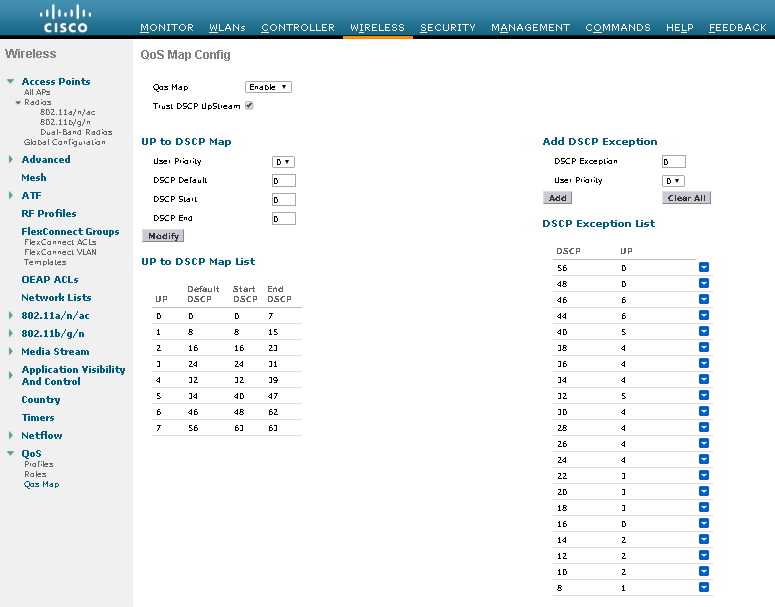 CISCO
MONITOR WLANs CONTROLLER WIRELESS SECURITY MANAGEMENT COMMANDS HELP FEEDBACK
Wireless
Access Points
All APs
Radios
802.11a/n/ac
802.11b/g/n
Dual-Band Radios
Global Configuration
Advanced
Mesh
ATF
RF Profiles
FlexConnect Groups
FlexConnect ACLs
FlexConnect VLAN
Templates
OEAP ACLs
Network Lists
802.11a/n/ac
802.11b/g/n
Media Stream
Application Visibility
And Control
Country
Timers
Netflow
QoS
Profiles
Roles
Qos Map
QoS Map Config
Qos Map Enable
Trust DSCP UpStream
UP to DSCP Map
User Priority 0
DSCP Default 0
DSCP Start 0
DSCP End 0
Modify
UP to DSCP Map List
UP Default DSCP Start DSCP End DSCP
0 0 0 7
1 8 8 15
2 16 16 23
3 24 24 31
4 32 32 39
5 34 40 47
6 46 48 62
7 56 63 63
Add DSCP Exception
DSCP Exception 0
User Priority 0
Add Clear All
DSCP Exception List
DSCP UP
56 0
48 0
46 6
44 6
40 5
38 4
36 4
34 4
32 5
30 4
28 4
26 4
24 4
22 3
20 3
18 3
16 0
14 2
12 2
10 2
8 1